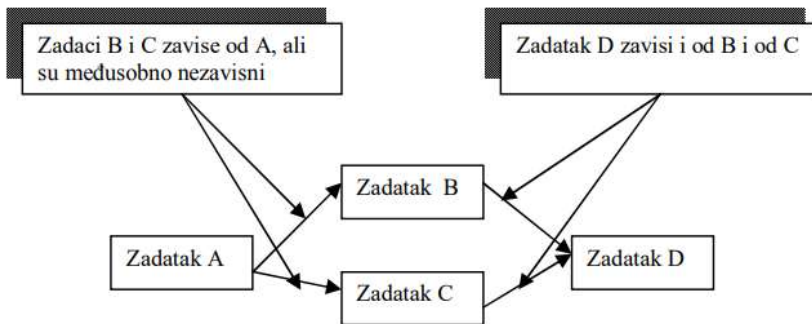 Zadaci B i C zavise od A, ali
su međusobno nezavisni
Zadatak D zavisi i od B i od C
Zadatak B
Zadatak A
Zadatak D
Zadatak C